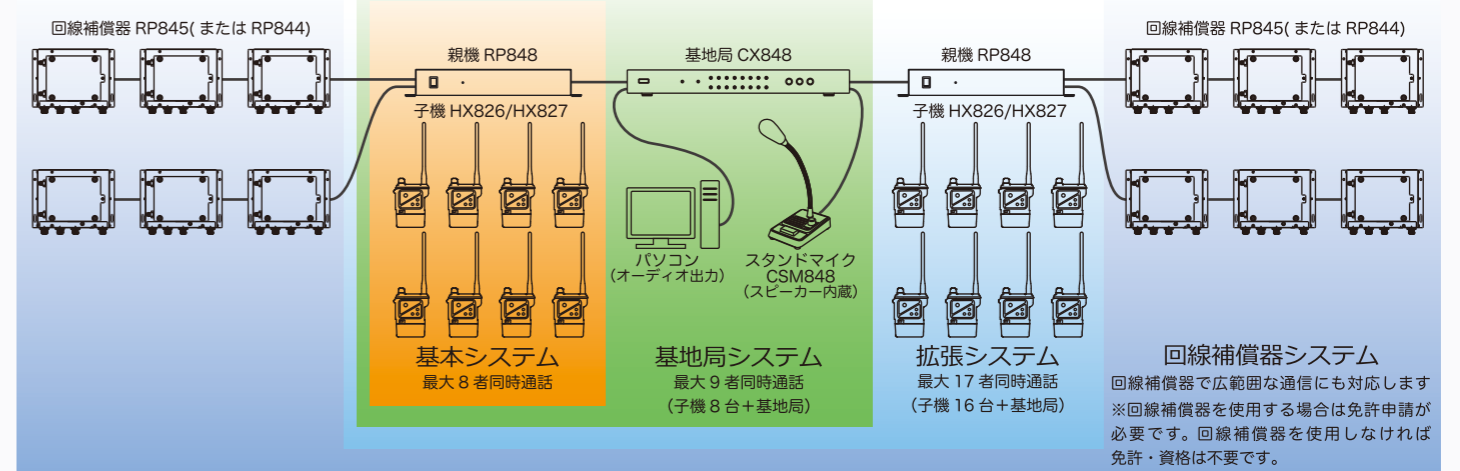 回線補償器 RP845( または RP844)
親機 RP848
子機 HX826/HX827
基本システム
最大 8 者同時通話
基地局 CX848
パソコン
（オーディオ出力）
スタンドマイク
CSM848
（スピーカー内蔵）
基地局システム
最大 9 者同時通話
（子機 8 台＋基地局）
親機 RP848
子機 HX826/HX827
拡張システム
最大 17 者同時通話
（子機 16 台＋基地局）
回線補償器 RP845( または RP844)
回線補償器システム
回線補償器で広範囲な通信にも対応します
※回線補償器を使用する場合は免許申請が
必要です。回線補償器を使用しなければ
免許・資格は不要です。